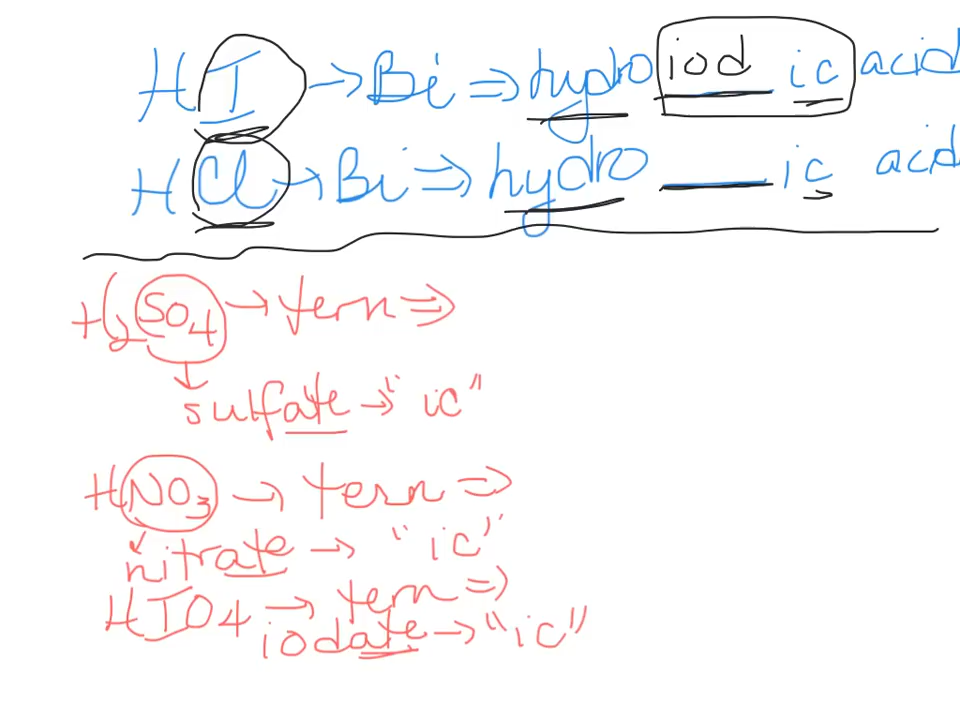 HI → Bi ⇒ hydro iod ic acid
HCl → Bi ⇒ hydro ____ ic acid
H2SO4 → tern ⇒
sulfate → "ic"
HNO3 → tern ⇒
nitrate → "ic"
HIO4 → tern ⇒
iodate → "ic"